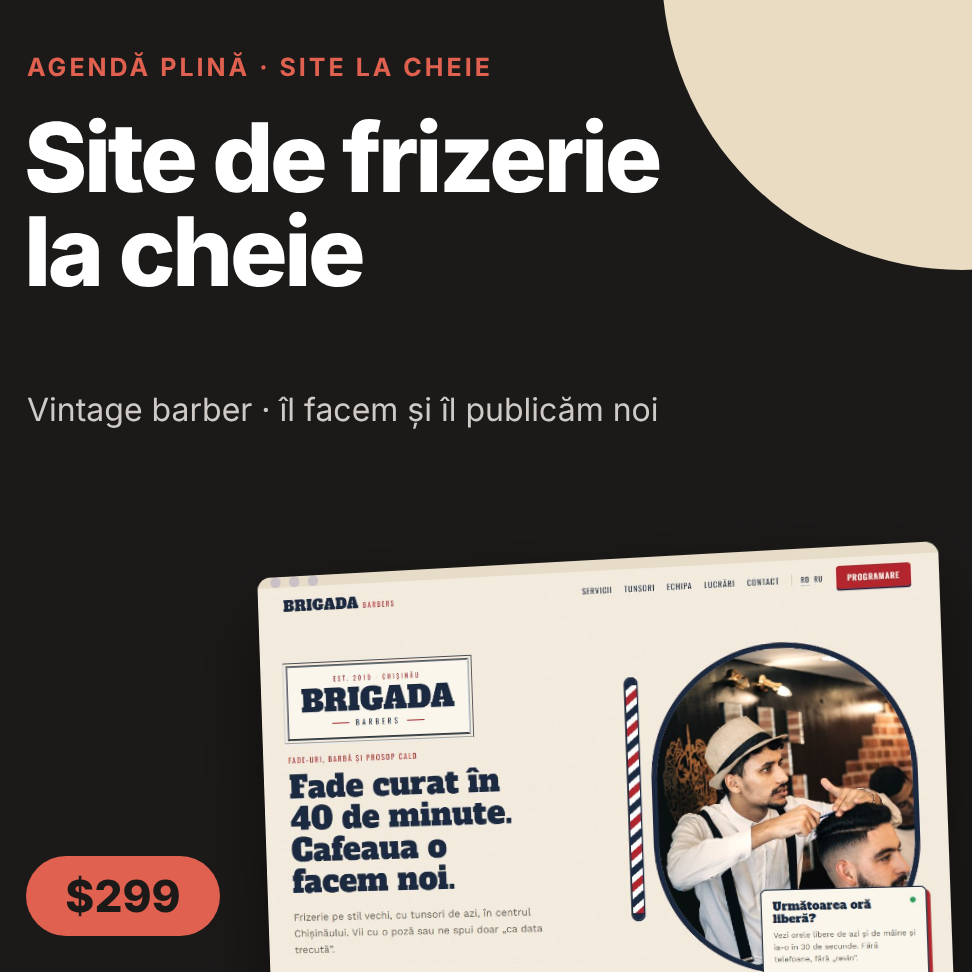 AGENDĂ PLINĂ · SITE LA CHEIE
Site de frizerie
la cheie
Vintage barber · îl facem și îl publicăm noi
BRIGADA BARBERS
SERVICII TUNSORI ECHIPA LUCRĂRI CONTACT RO RU PROGRAMARE
EST. 2019 · CHIȘINĂU
BRIGADA
BARBERS
FADE-URI, BARBĂ ȘI PROSOP CALD
Fade curat în
40 de minute.
Cafeaua o
facem noi.
Frizerie pe stil vechi, cu tunsori de azi, în centrul
Chișinăului. Vii cu o poză sau ne spui doar „ca data
trecută”.
Următoarea oră
liberă?
Vezi orele libere de azi și de mâine și
ia-o în 30 de secunde. Fără
telefoane, fără „revin”.
$299